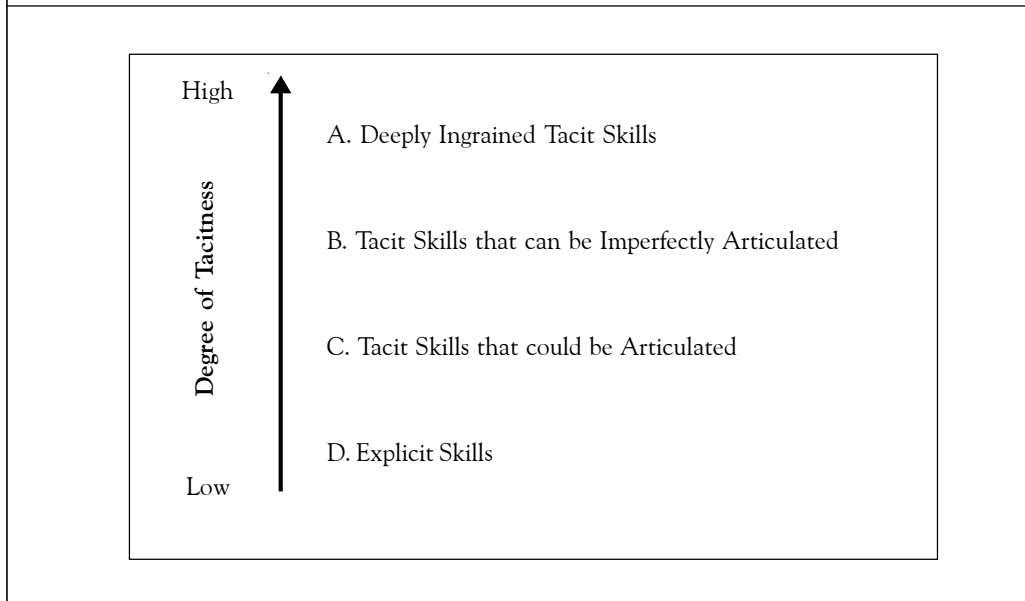 High
A. Deeply Ingrained Tacit Skills
B. Tacit Skills that can be Imperfectly Articulated
Degree of Tacitness
C. Tacit Skills that could be Articulated
D. Explicit Skills
Low